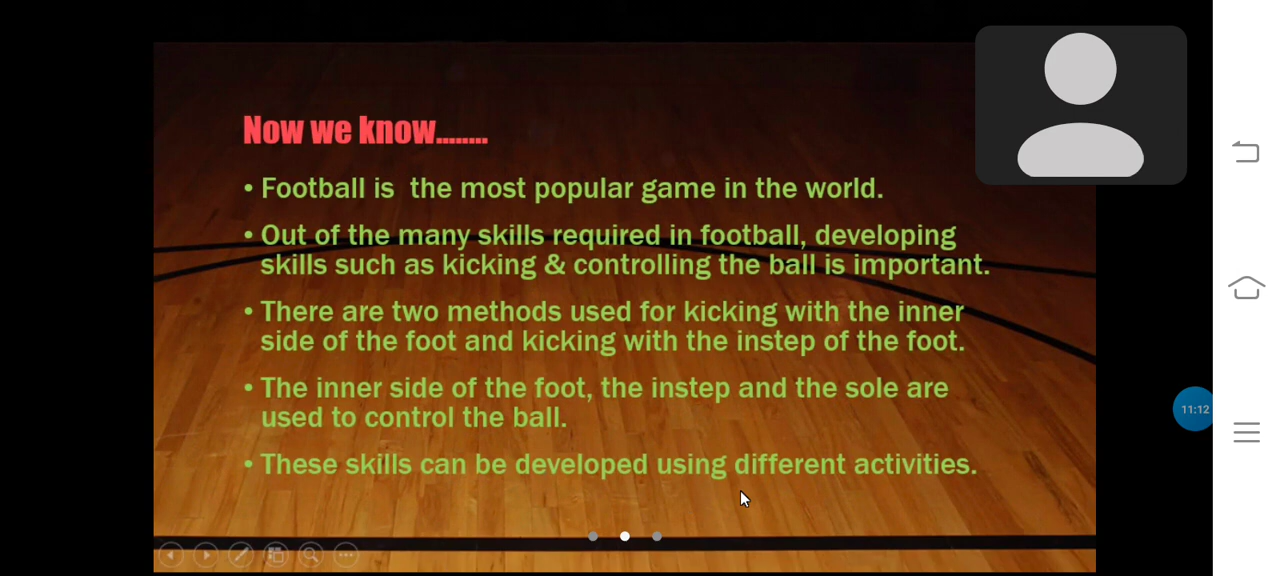 Now we know........
• Football is  the most popular game in the world.
• Out of the many skills required in football, developing
skills such as kicking & controlling the ball is important.
• There are two methods used for kicking with the inner
side of the foot and kicking with the instep of the foot.
• The inner side of the foot, the instep and the sole are
used to control the ball.
• These skills can be developed using different activities.
11:12